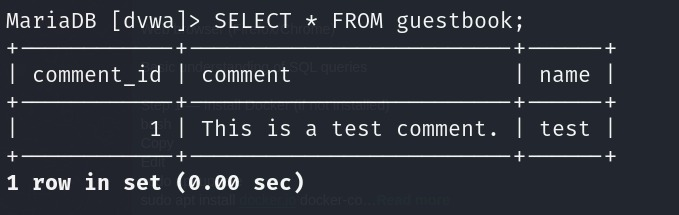 MariaDB [dvwa]> SELECT * FROM guestbook;
+------------+-------------------------+------+
| comment_id | comment                 | name |
+------------+-------------------------+------+
|          1 | This is a test comment. | test |
+------------+-------------------------+------+
1 row in set (0.00 sec)